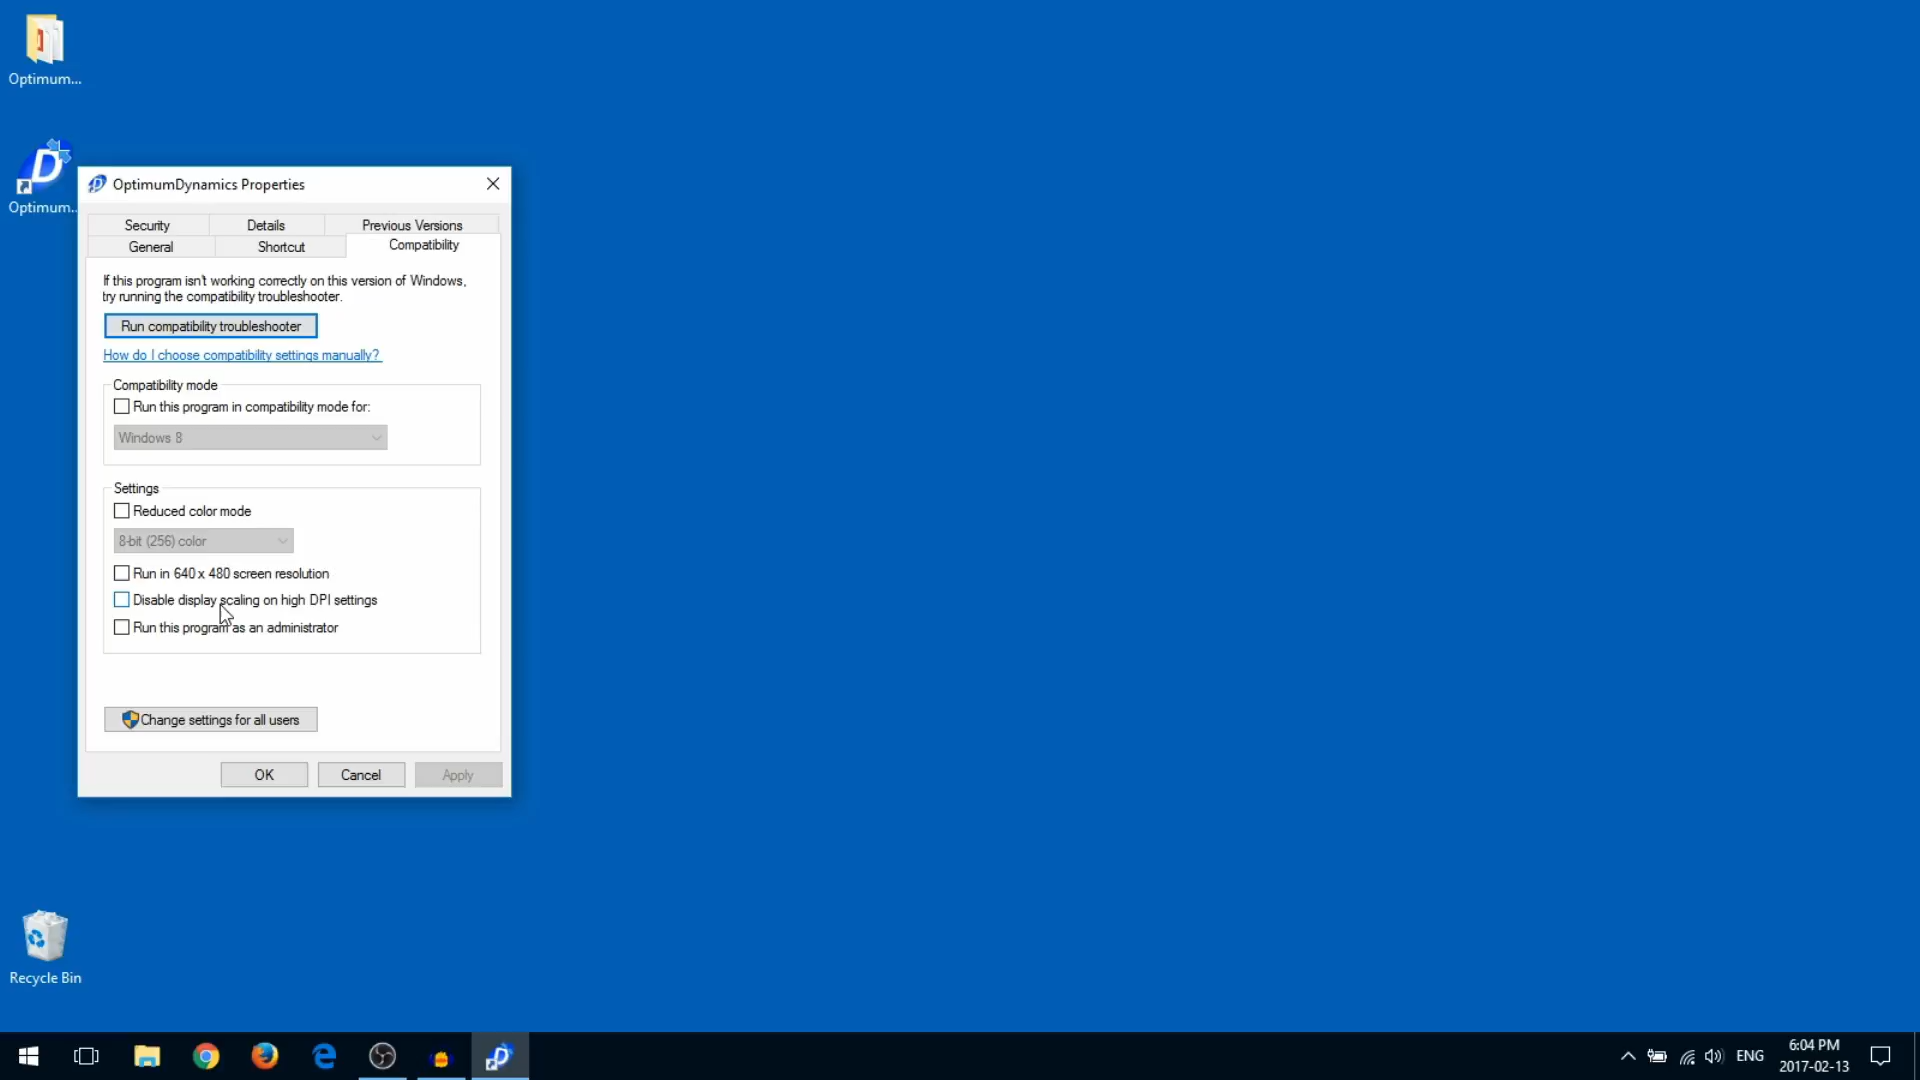 Optimum...
Optimum...
OptimumDynamics Properties
Security
Details
Previous Versions
General
Shortcut
Compatibility
If this program isn't working correctly on this version of Windows,
try running the compatibility troubleshooter.
Run compatibility troubleshooter
How do I choose compatibility settings manually?
Compatibility mode
Run this program in compatibility mode for:
Windows 8
Settings
Reduced color mode
8-bit (256) color
Run in 640 x 480 screen resolution
Disable display scaling on high DPI settings
Run this program as an administrator
Change settings for all users
OK
Cancel
Apply
Recycle Bin
ENG
6:04 PM
2017-02-13